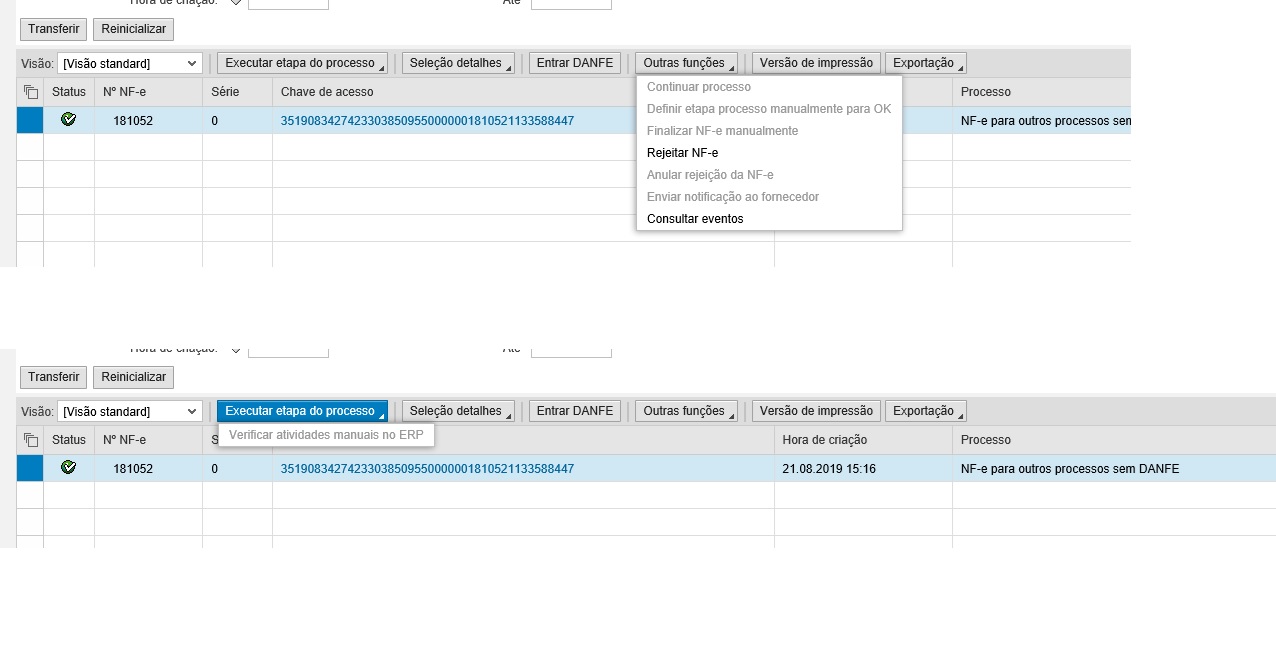 Hora de criação:
Até
Transferir Reinicializar
Visão: [Visão standard] Executar etapa do processo Seleção detalhes Entrar DANFE Outras funções Versão de impressão Exportação
Status Nº NF-e Série Chave de acesso Processo
181052 0 35190834274233038509550000001810521133588447 NF-e para outros processos sem
Continuar processo
Definir etapa processo manualmente para OK
Finalizar NF-e manualmente
Rejeitar NF-e
Anular rejeição da NF-e
Enviar notificação ao fornecedor
Consultar eventos
Hora de criação:
Até
Transferir Reinicializar
Visão: [Visão standard] Executar etapa do processo Seleção detalhes Entrar DANFE Outras funções Versão de impressão Exportação
Verificar atividades manuais no ERP
Status Nº NF-e S Hora de criação Processo
181052 0 35190834274233038509550000001810521133588447 21.08.2019 15:16 NF-e para outros processos sem DANFE